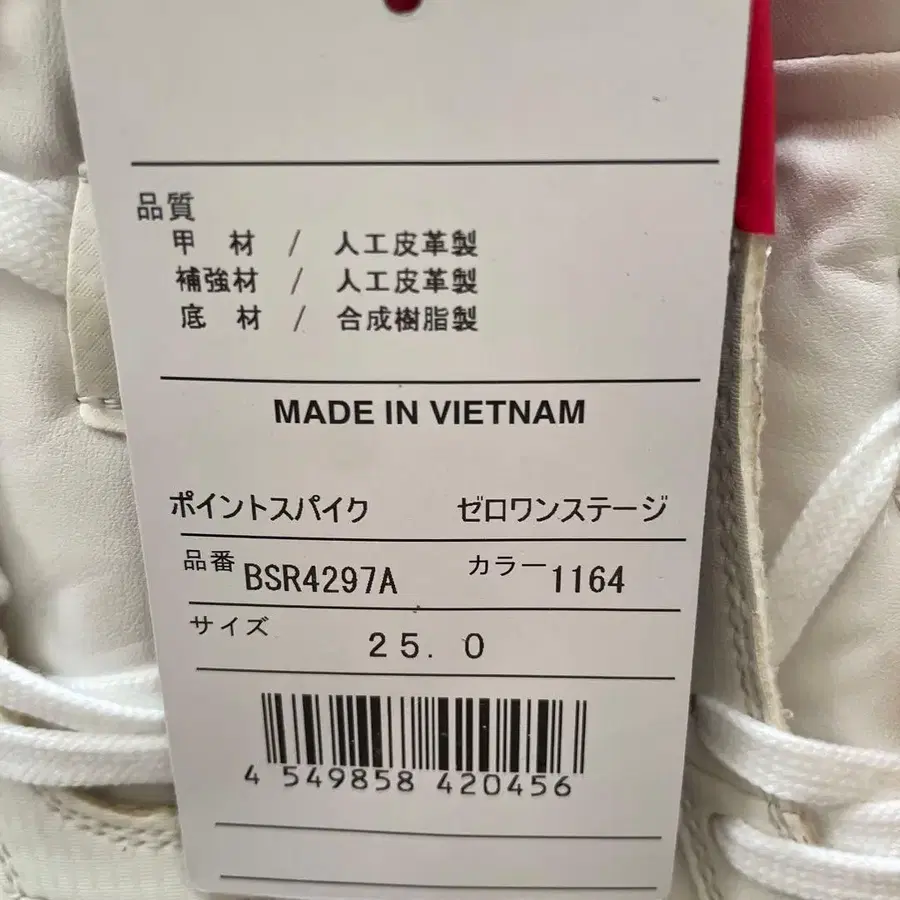 品質
甲 材 / 人工皮革製
補強材 / 人工皮革製
底 材 / 合成樹脂製
MADE IN VIETNAM
ポイントスパイク ゼロワンステージ
品番 BSR4297A カラー 1164
サイズ 25.0
4 549858 420456